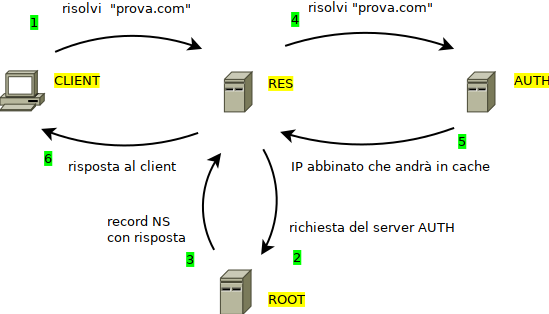 risolvi "prova.com"
1
risolvi "prova.com"
4
CLIENT
RES
AUTH
6
risposta al client
5
IP abbinato che andrà in cache
record NS
con risposta
3
richiesta del server AUTH
2
ROOT